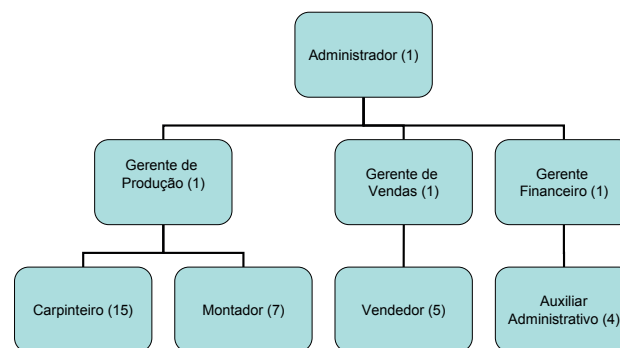 Administrador (1)
Gerente de
Produção (1)
Gerente de
Vendas (1)
Gerente
Financeiro (1)
Carpinteiro (15)
Montador (7)
Vendedor (5)
Auxiliar
Administrativo (4)